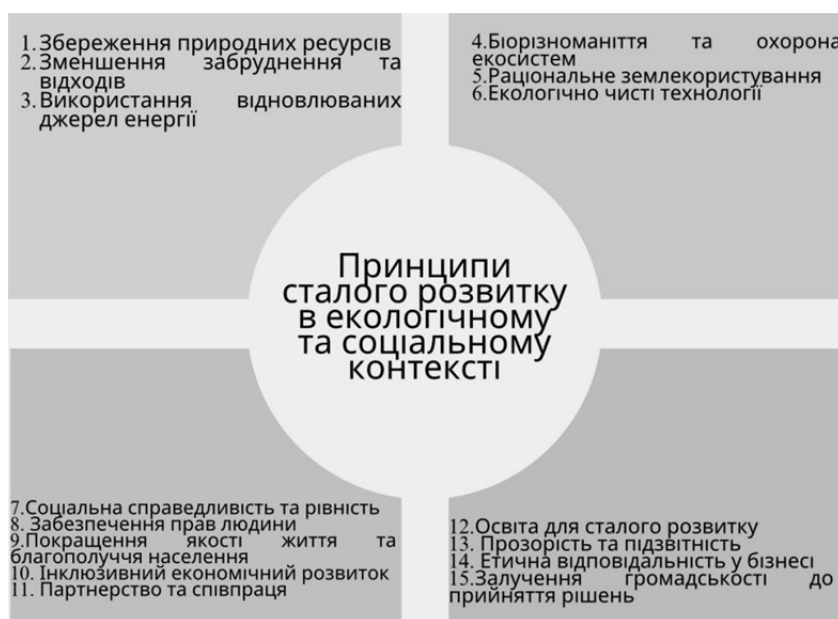 1. Збереження природних ресурсів
2. Зменшення забруднення та
відходів
3. Використання відновлюваних
джерел енергії
4.Біорізноманіття та охорона
екосистем
5.Раціональне землекористування
6.Екологічно чисті технології
Принципи
сталого розвитку
в екологічному
та соціальному
контексті
7.Соціальна справедливість та рівність
8. Забезпечення прав людини
9.Покращення якості життя та
благополуччя населення
10. Інклюзивний економічний розвиток
11. Партнерство та співпраця
12.Освіта для сталого розвитку
13. Прозорість та підзвітність
14. Етична відповідальність у бізнесі
15.Залучення громадськості до
прийняття рішень